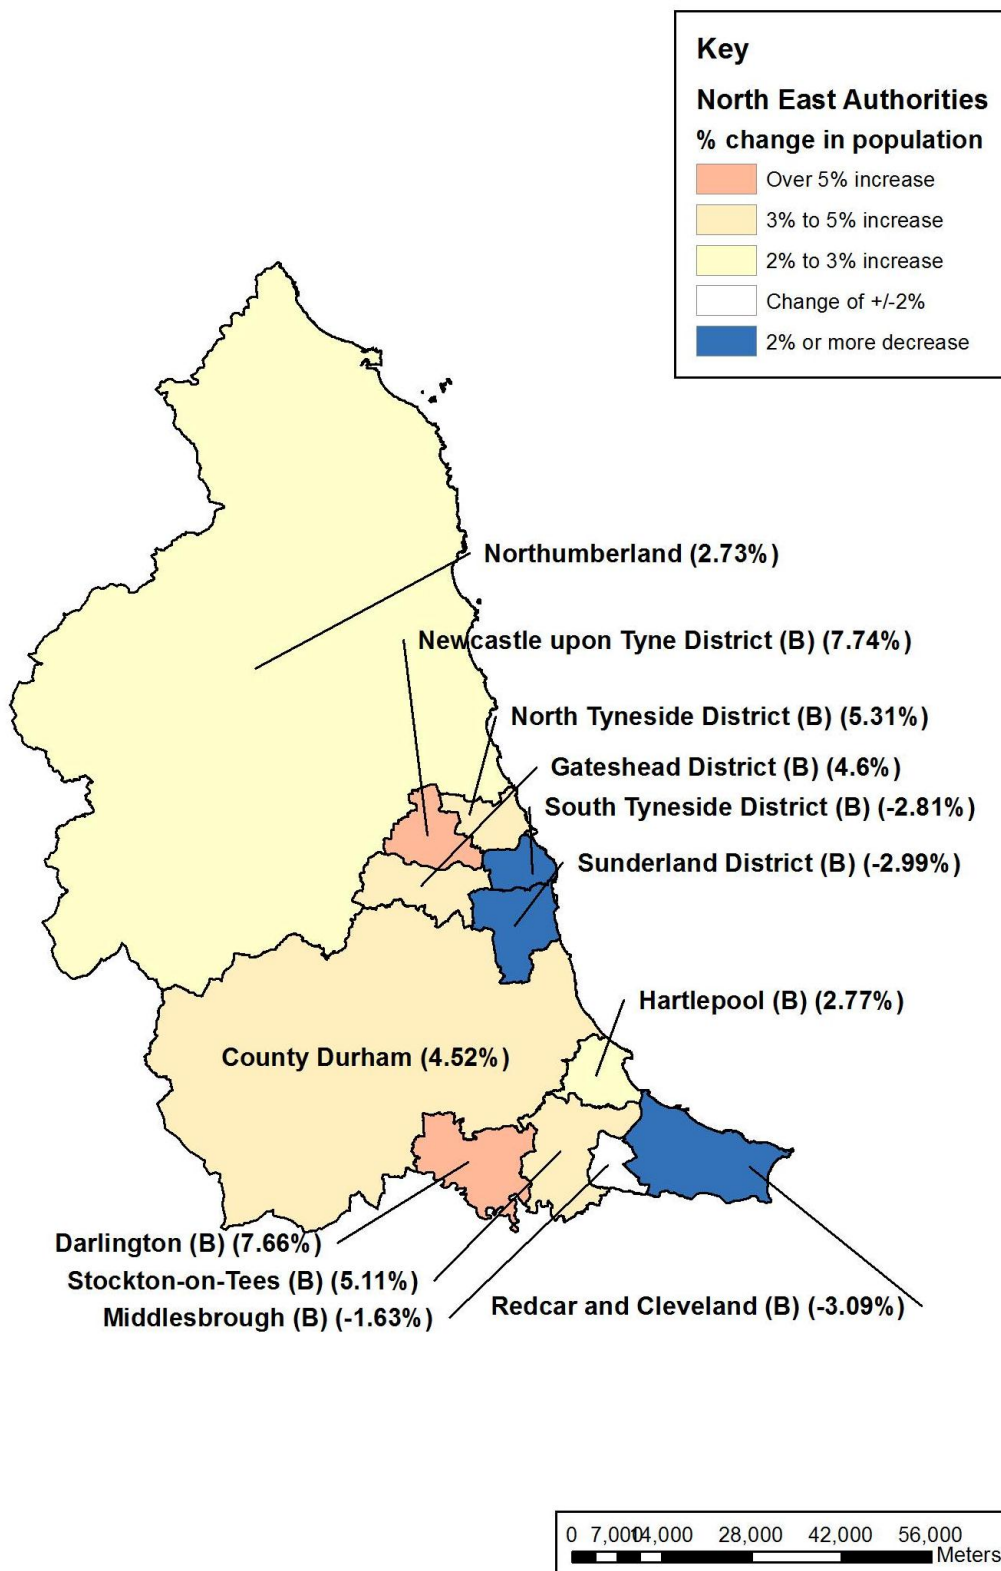 Key
North East Authorities
% change in population
Over 5% increase
3% to 5% increase
2% to 3% increase
Change of +/-2%
2% or more decrease
Northumberland (2.73%)
Newcastle upon Tyne District (B) (7.74%)
North Tyneside District (B) (5.31%)
Gateshead District (B) (4.6%)
South Tyneside District (B) (-2.81%)
Sunderland District (B) (-2.99%)
Hartlepool (B) (2.77%)
County Durham (4.52%)
Darlington (B) (7.66%)
Stockton-on-Tees (B) (5.11%)
Middlesbrough (B) (-1.63%)
Redcar and Cleveland (B) (-3.09%)
0 7,000 14,000 28,000 42,000 56,000
Meters